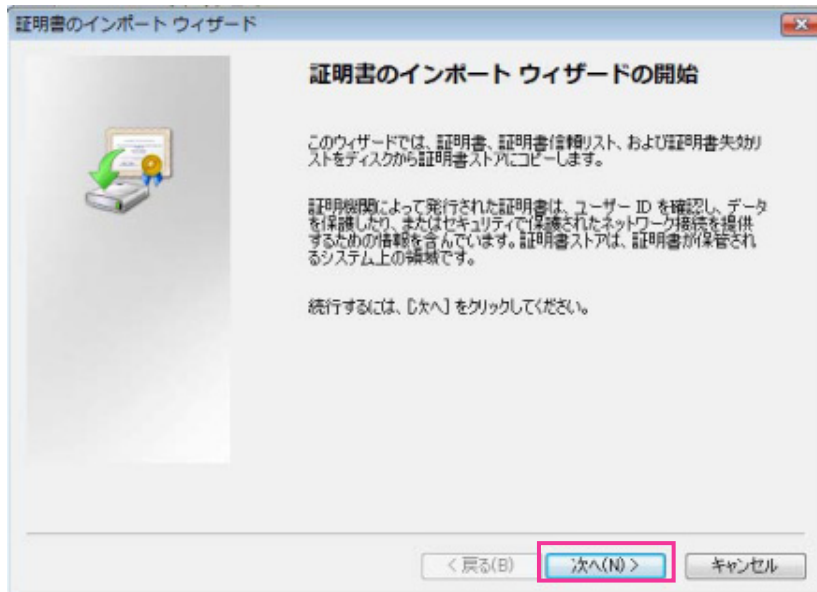 証明書のインポート ウィザード
証明書のインポート ウィザードの開始
このウィザードでは、証明書、証明書信頼リスト、および証明書失効リ
ストをディスクから証明書ストアにコピーします。
証明機関によって発行された証明書は、ユーザー ID を確認し、データ
を保護したり、またはセキュリティで保護されたネットワーク接続を提供
するための情報を含んでいます。証明書ストアは、証明書が保管され
るシステム上の領域です。
続行するには、[次へ] をクリックしてください。
< 戻る(B)
次へ(N) >
キャンセル